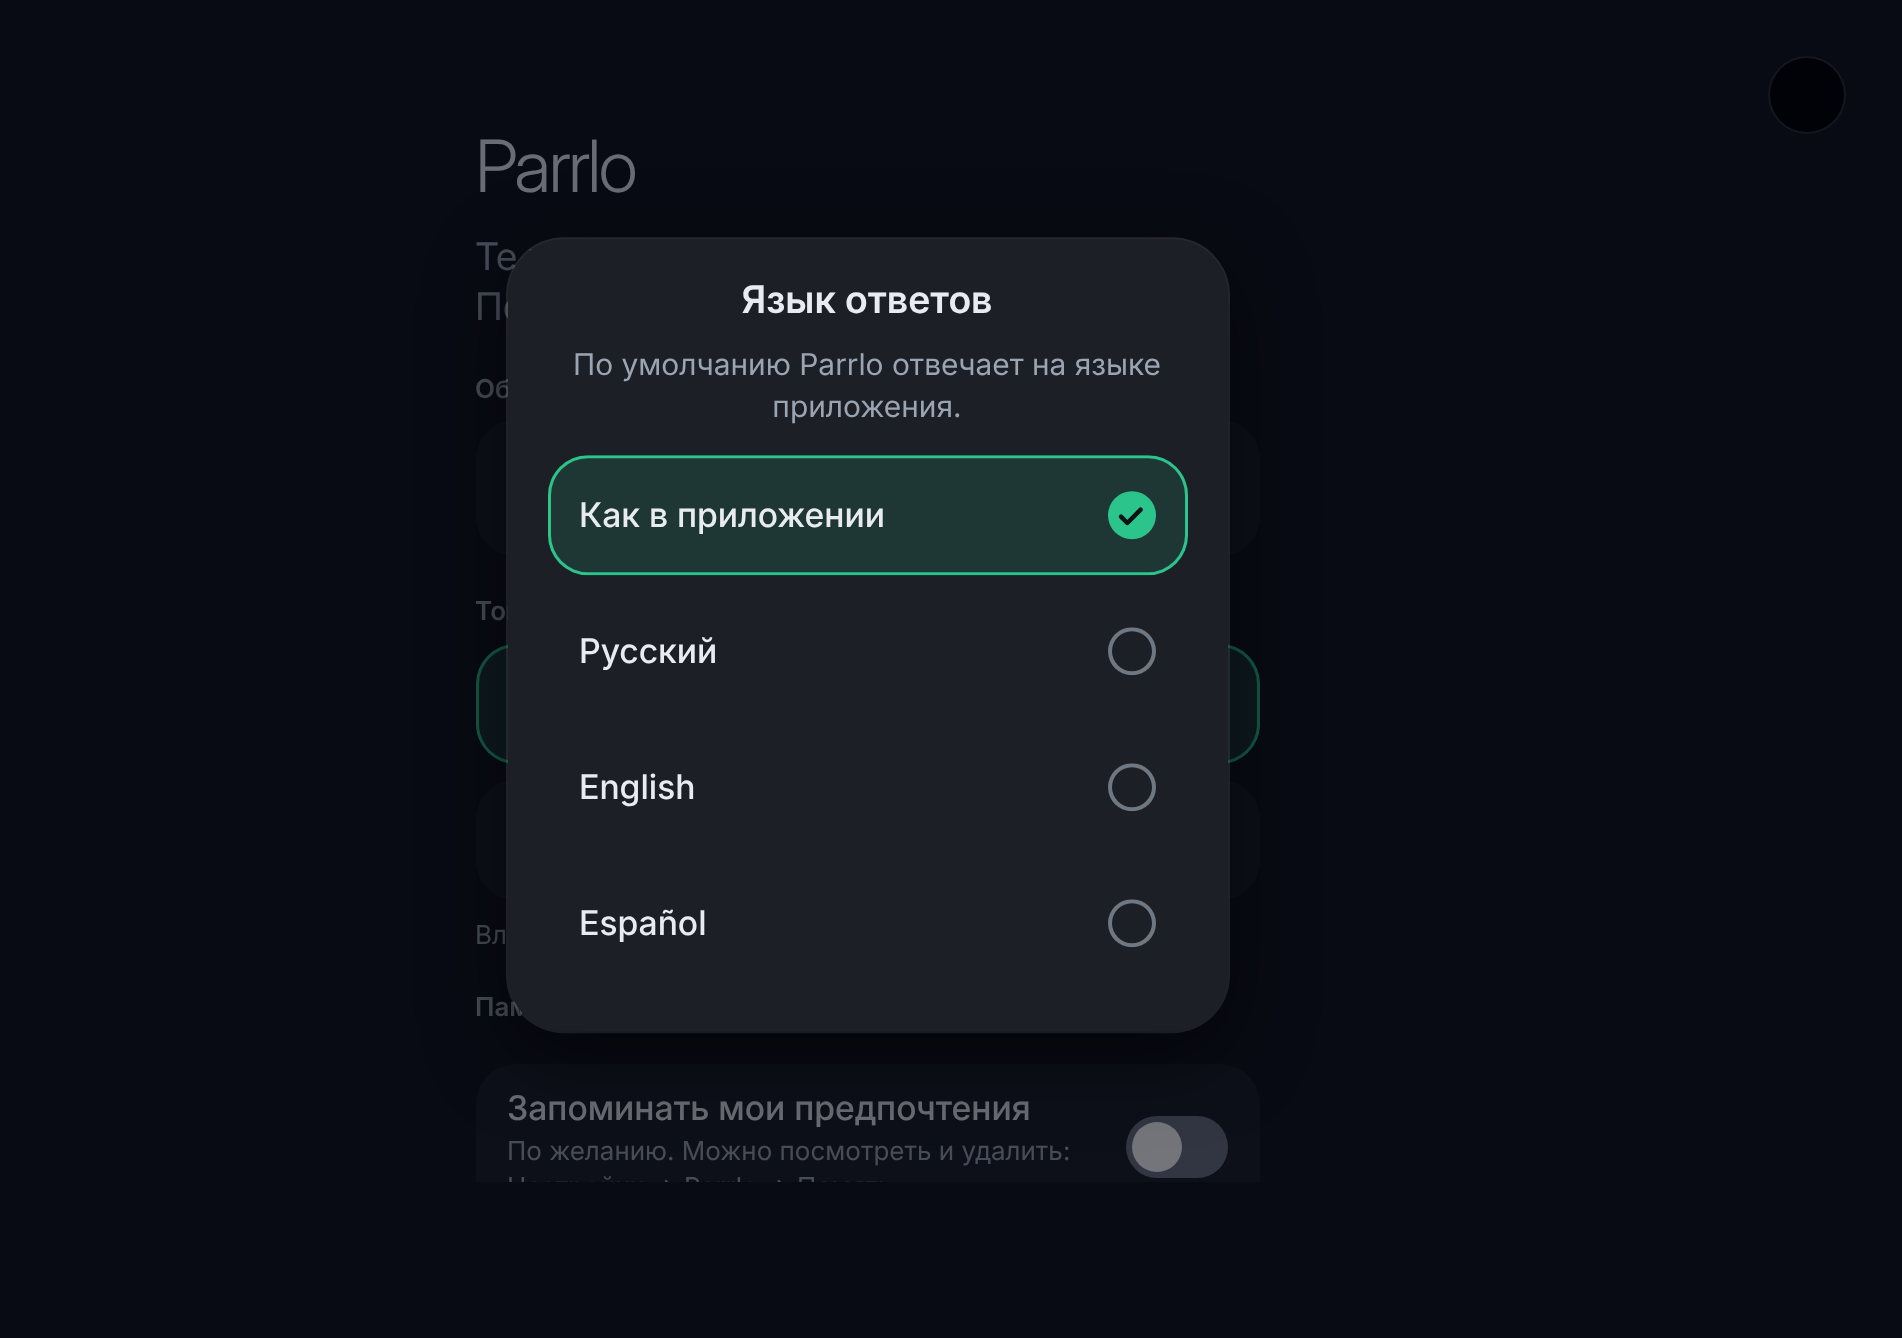 Parrlo
Язык ответов
По умолчанию Parrlo отвечает на языке
приложения.
Как в приложении
Русский
English
Español
Запоминать мои предпочтения
По желанию. Можно посмотреть и удалить: